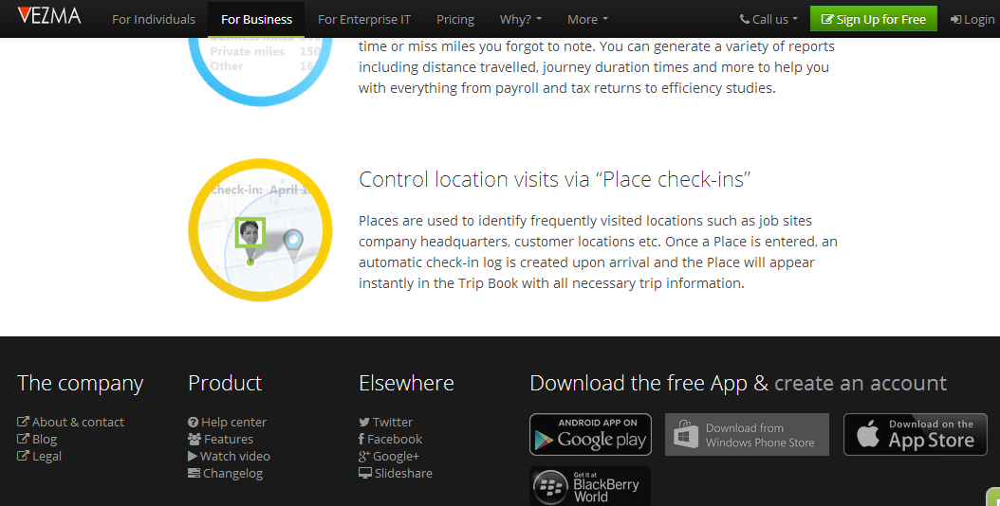 VEZMA For Individuals For Business For Enterprise IT Pricing Why? More Call us Sign Up for Free Login
Private miles 150
Other 16
time or miss miles you forgot to note. You can generate a variety of reports
including distance travelled, journey duration times and more to help you
with everything from payroll and tax returns to efficiency studies.
check-in: April 1
Control location visits via “Place check-ins”
Places are used to identify frequently visited locations such as job sites
company headquarters, customer locations etc. Once a Place is entered, an
automatic check-in log is created upon arrival and the Place will appear
instantly in the Trip Book with all necessary trip information.
The company
About & contact
Blog
Legal
Product
Help center
Features
Watch video
Changelog
Elsewhere
Twitter
Facebook
Google+
Slideshare
Download the free App & create an account
ANDROID APP ON
Google play
Download from
Windows Phone Store
Download on the
App Store
Get it at
BlackBerry
World